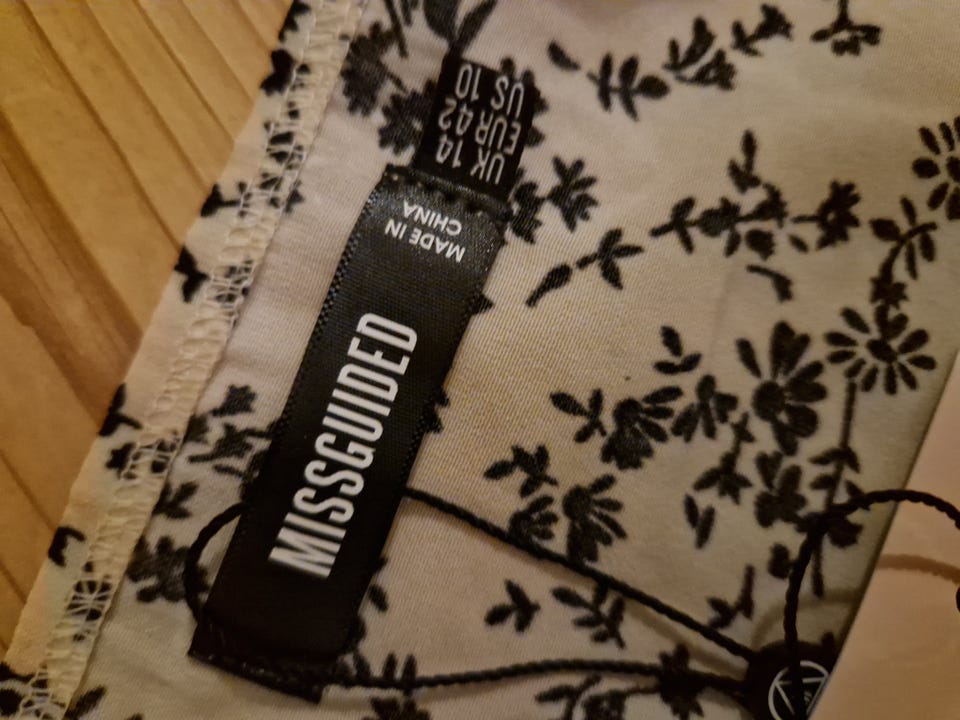 UK 14
EUR 42
US 10
MADE IN
CHINA
MISSGUIDED